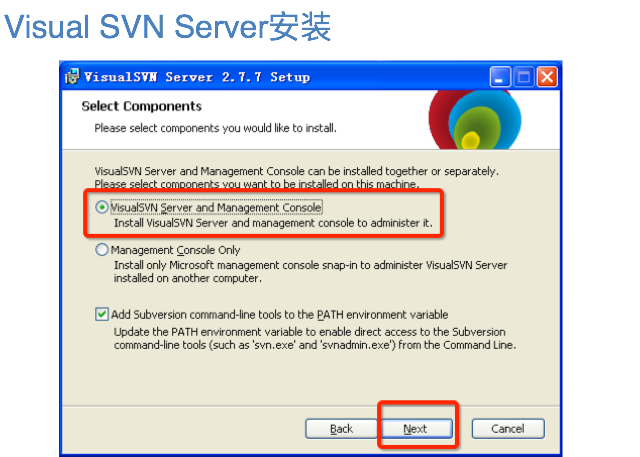 Visual SVN Server安装
VisualSVN Server 2.7.7 Setup
Select Components
Please select components you would like to install.
VisualSVN Server and Management Console can be installed together or separately.
Please select components you want to be installed on this machine.
VisualSVN Server and Management Console
Install VisualSVN Server and management console to administer it.
Management Console Only
Install only Microsoft management console snap-in to administer VisualSVN Server
installed on another computer.
Add Subversion command-line tools to the PATH environment variable
Update the PATH environment variable to enable direct access to the Subversion
command-line tools (such as 'svn.exe' and 'svnadmin.exe') from the Command Line.
Back Next Cancel